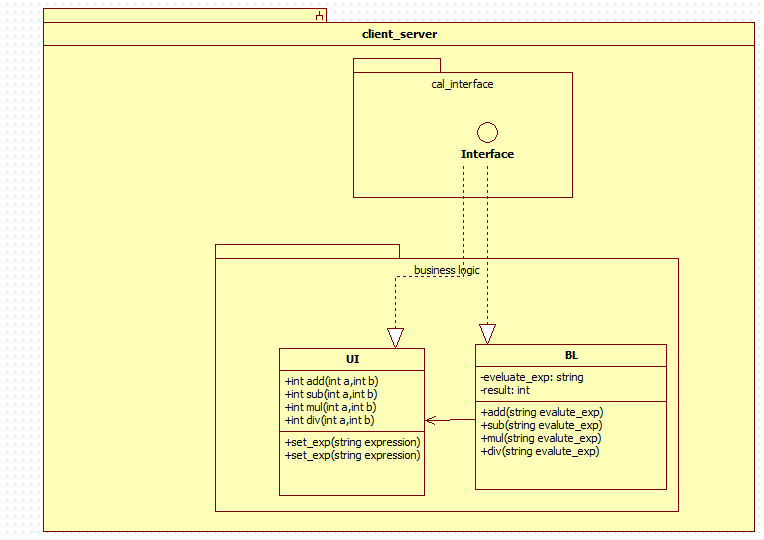 client_server
cal_interface
Interface
business logic
UI
+int add(int a,int b)
+int sub(int a,int b)
+int mul(int a,int b)
+int div(int a,int b)
+set_exp(string expression)
+set_exp(string expression)
BL
-eveluate_exp: string
-result: int
+add(string evalute_exp)
+sub(string evalute_exp)
+mul(string evalute_exp)
+div(string evalute_exp)